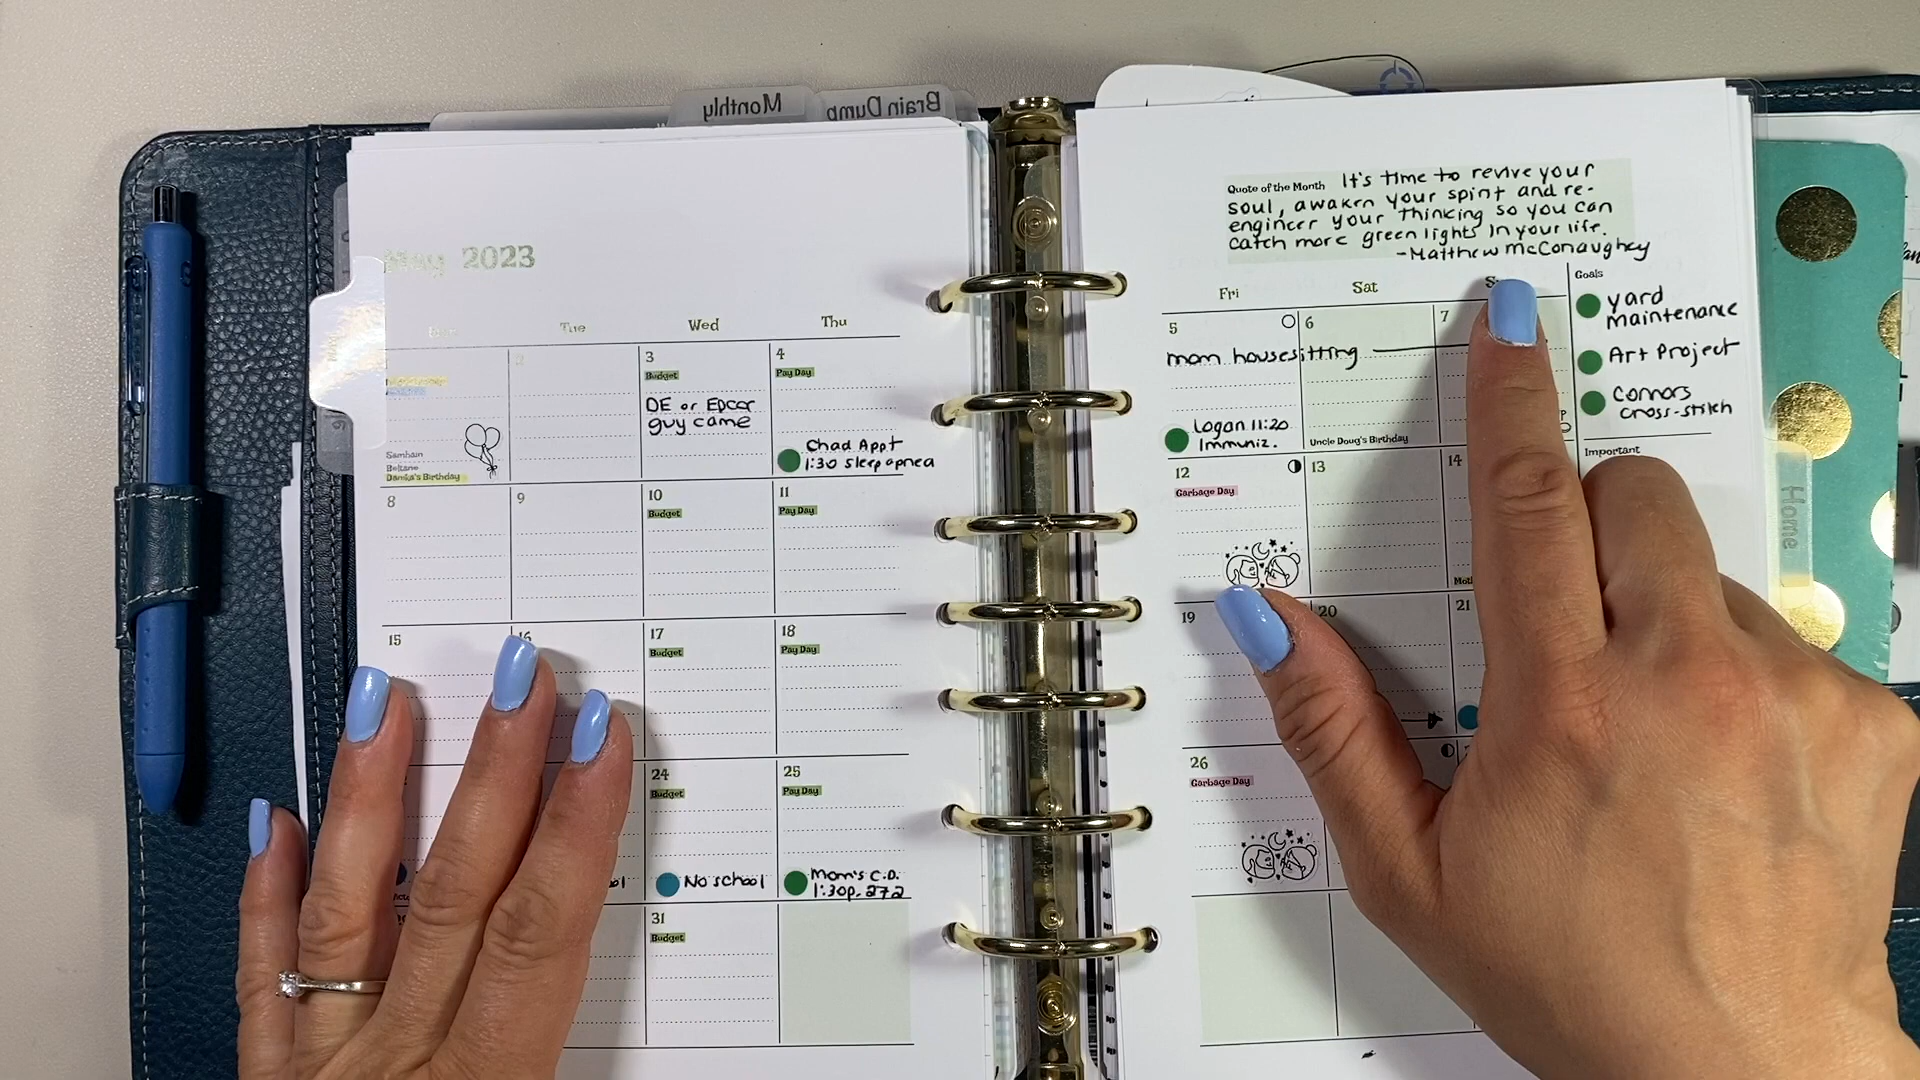 Monthly
Brain Dump
May 2023
Tue
Wed
Thu
2
3
Budget
DE or EPCOR
guy came
4
Pay Day
Chad Appt
1:30 sleep apnea
Samhain
Beltane
Damka's Birthday
8
9
10
Budget
11
Pay Day
15
16
17
Budget
18
Pay Day
24
Budget
No school
25
Pay Day
Mom's C.D.
1:30p. 272
31
Budget
Quote of the Month It's time to revive your
soul, awaken your spirit and re-
engineer your thinking so you can
catch more green lights in your life.
-Matthew McConaughey
Fri
Sat
5
mom housesitting
Logan 11:20
Immuniz.
6
Uncle Doug's Birthday
7
12
Garbage Day
13
14
19
20
21
26
Garbage Day
Goals
yard
maintenance
Art Project
Connors
cross-stitch
Important
Home